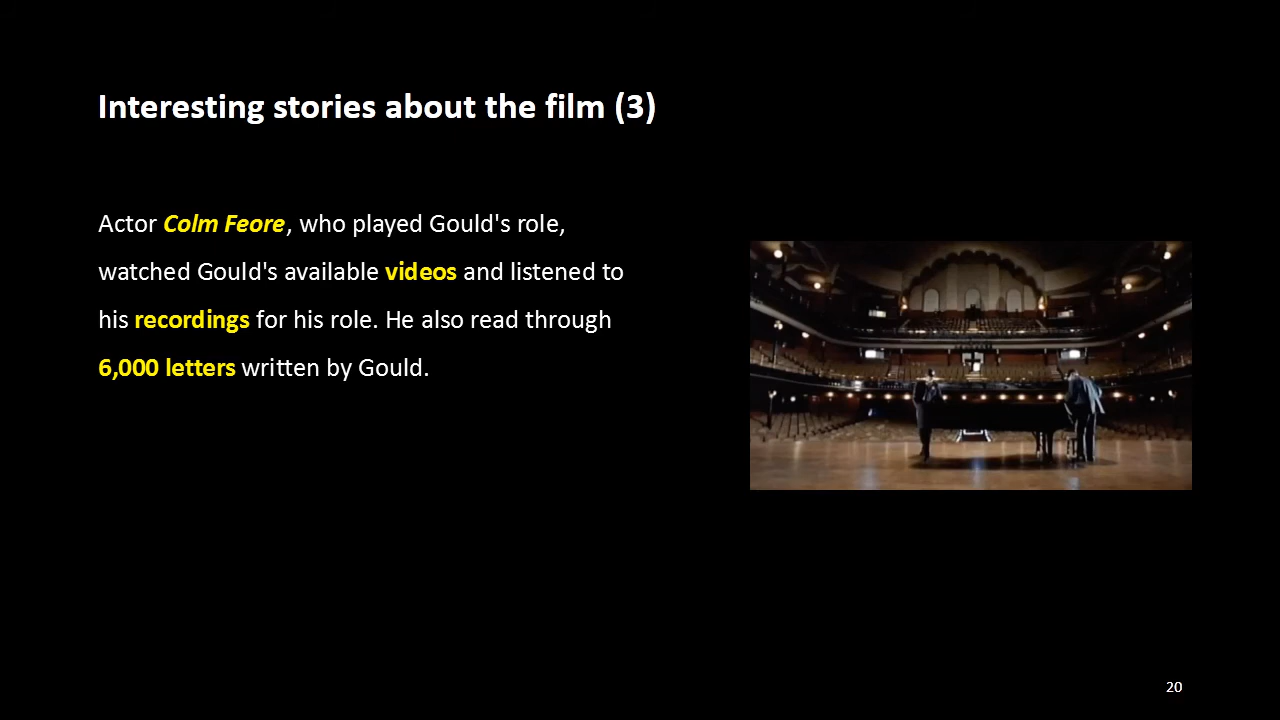 Interesting stories about the film (3)
Actor Colm Feore, who played Gould's role,
watched Gould's available videos and listened to
his recordings for his role. He also read through
6,000 letters written by Gould.
20